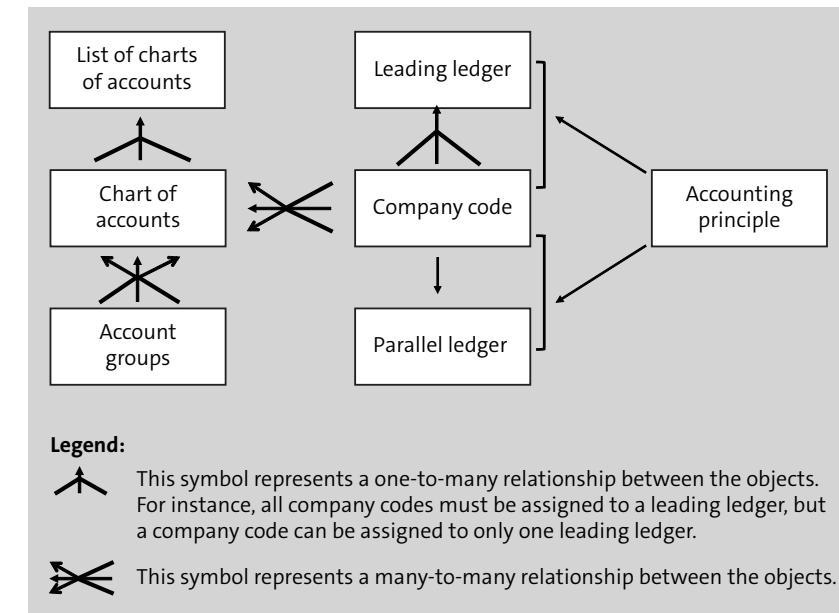 List of charts
of accounts
Leading ledger
Chart of
accounts
Company code
Accounting
principle
Account
groups
Parallel ledger
Legend:
This symbol represents a one-to-many relationship between the objects.
For instance, all company codes must be assigned to a leading ledger, but
a company code can be assigned to only one leading ledger.
This symbol represents a many-to-many relationship between the objects.